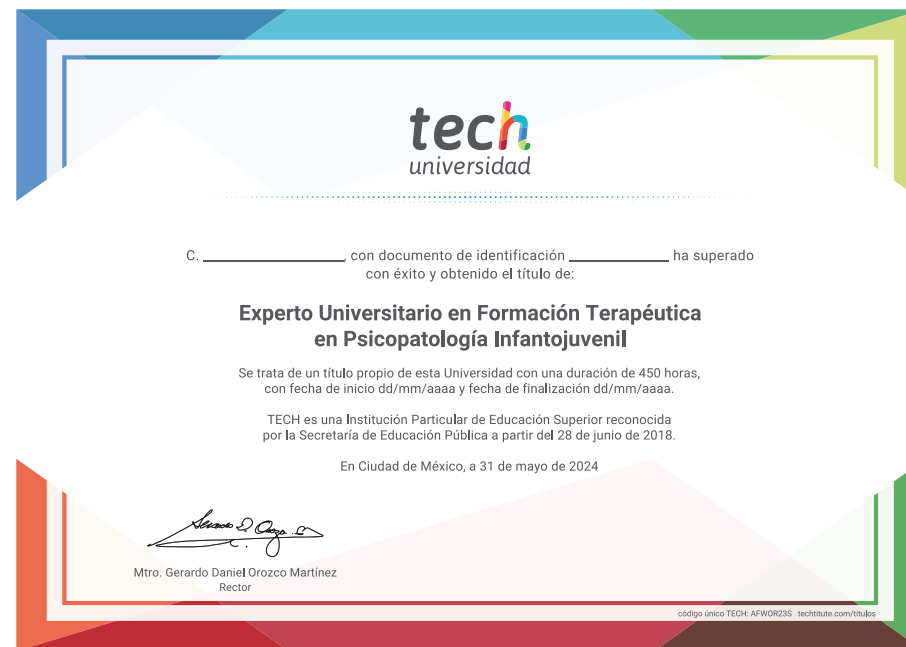 tech
universidad
C. ____________, con documento de identificación ____________ ha superado
con éxito y obtenido el título de:
Experto Universitario en Formación Terapéutica
en Psicopatología Infantojuvenil
Se trata de un título propio de esta Universidad con una duración de 450 horas,
con fecha de inicio dd/mm/aaaa y fecha de finalización dd/mm/aaaa.
TECH es una Institución Particular de Educación Superior reconocida
por la Secretaría de Educación Pública a partir del 28 de junio de 2018.
En Ciudad de México, a 31 de mayo de 2024
Mtro. Gerardo Daniel Orozco Martínez
Rector
código único TECH: AFWOR23S techtitute.com/titulos